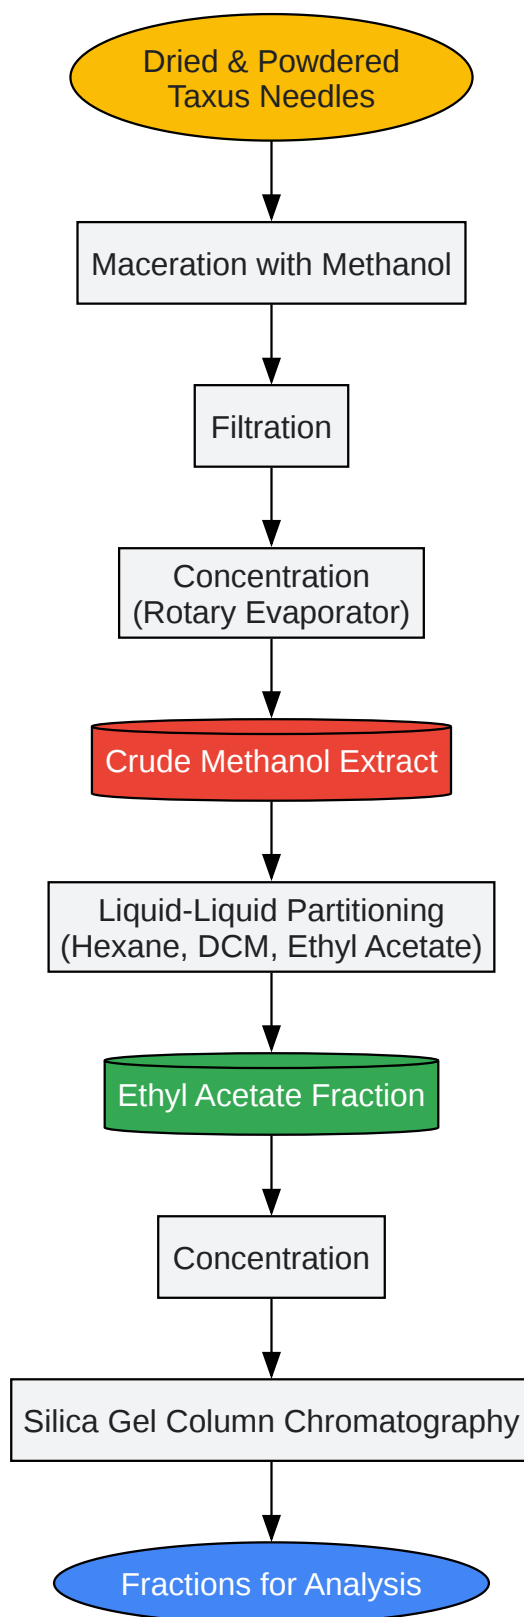 Dried & Powdered
Taxus Needles
Maceration with Methanol
Filtration
Concentration
(Rotary Evaporator)
Crude Methanol Extract
Liquid-Liquid Partitioning
(Hexane, DCM, Ethyl Acetate)
Ethyl Acetate Fraction
Concentration
Silica Gel Column Chromatography
Fractions for Analysis